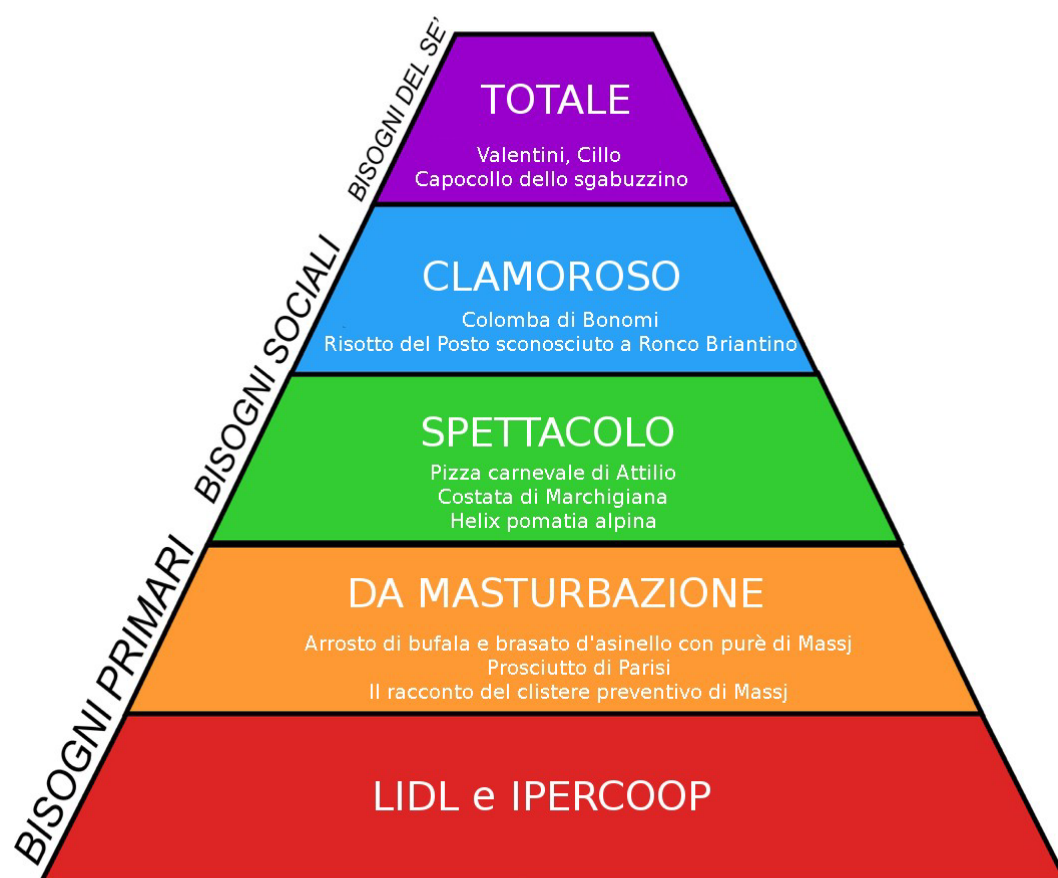 BISOGNI DEL SE'
TOTALE
Valentini, Cillo
Capocollo dello sgabuzzino
BISOGNI SOCIALI
CLAMOROSO
Colomba di Bonomi
Risotto del Posto sconosciuto a Ronco Briantino
SPETTACOLO
Pizza carnevale di Attilio
Costata di Marchigiana
Helix pomatia alpina
BISOGNI PRIMARI
DA MASTURBAZIONE
Arrosto di bufala e brasato d'asinello con purè di Massj
Prosciutto di Parisi
Il racconto del clistere preventivo di Massj
LIDL e IPERCOOP